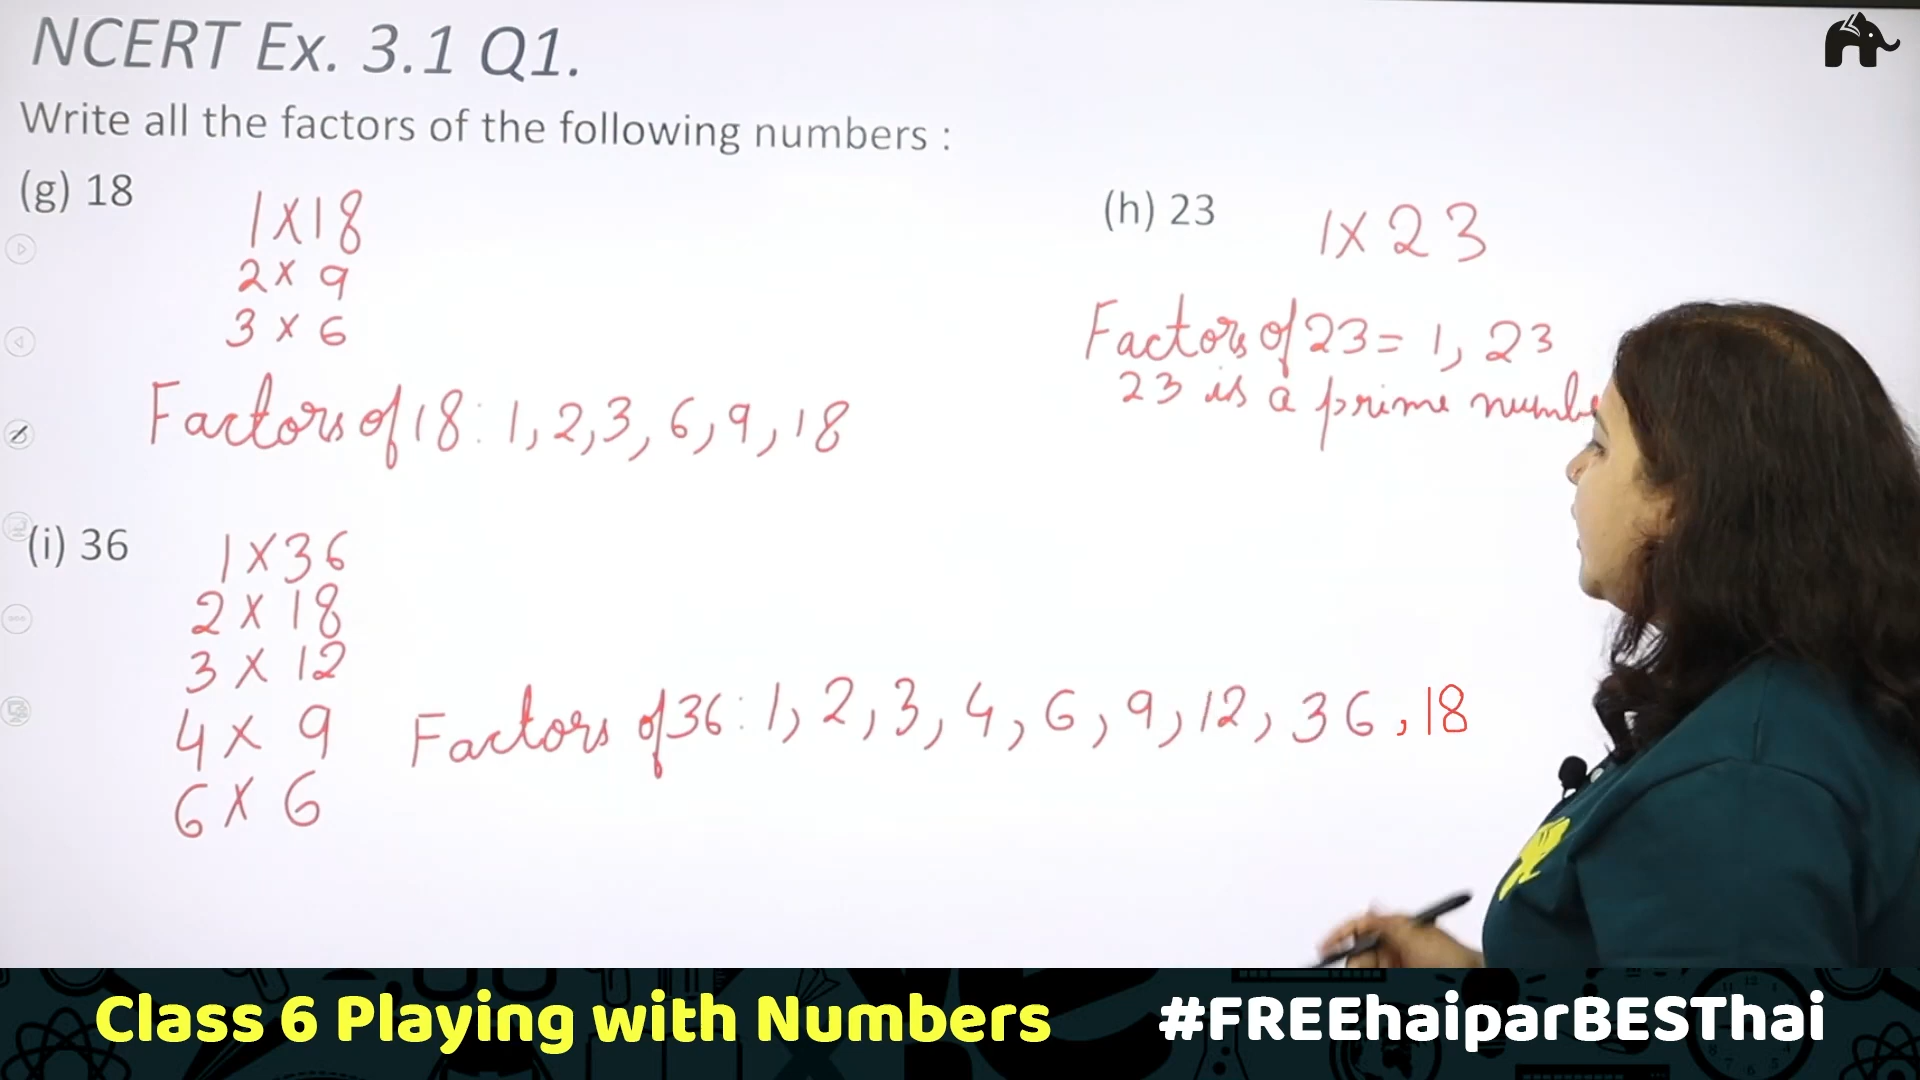 NCERT Ex. 3.1 Q1.
Write all the factors of the following numbers :
(g) 18
1 x 18
2 x 9
3 x 6
Factors of 18 : 1, 2, 3, 6, 9, 18
(h) 23
1 x 23
Factors of 23 = 1, 23
23 is a prime numbe
(i) 36
1 x 36
2 x 18
3 x 12
4 x 9
6 x 6
Factors of 36 : 1, 2, 3, 4, 6, 9, 12, 36, 18
Class 6 Playing with Numbers
#FREEhaiparBESThai